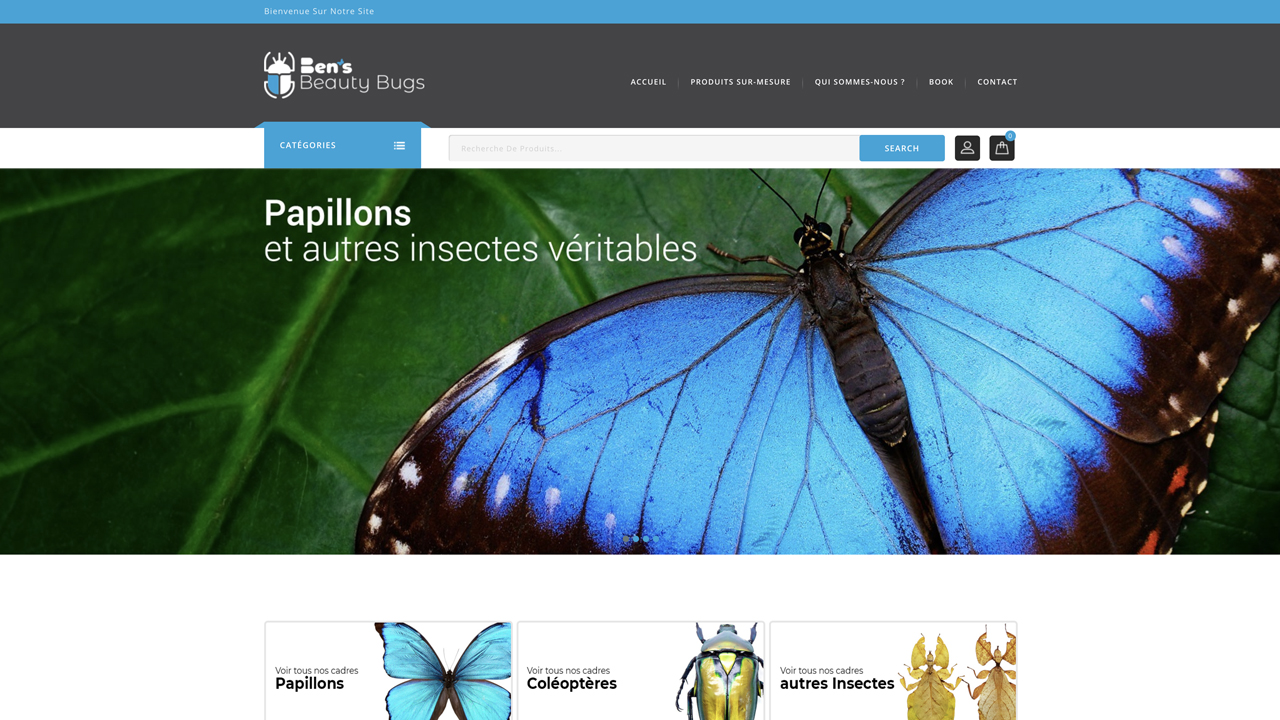 Bienvenue Sur Notre Site
Ben's
Beauty Bugs
ACCUEIL
PRODUITS SUR-MESURE
QUI SOMMES-NOUS ?
BOOK
CONTACT
CATÉGORIES
Recherche De Produits...
SEARCH
0
Papillons
et autres insectes véritables
Voir tous nos cadres
Papillons
Voir tous nos cadres
Coléoptères
Voir tous nos cadres
autres Insectes